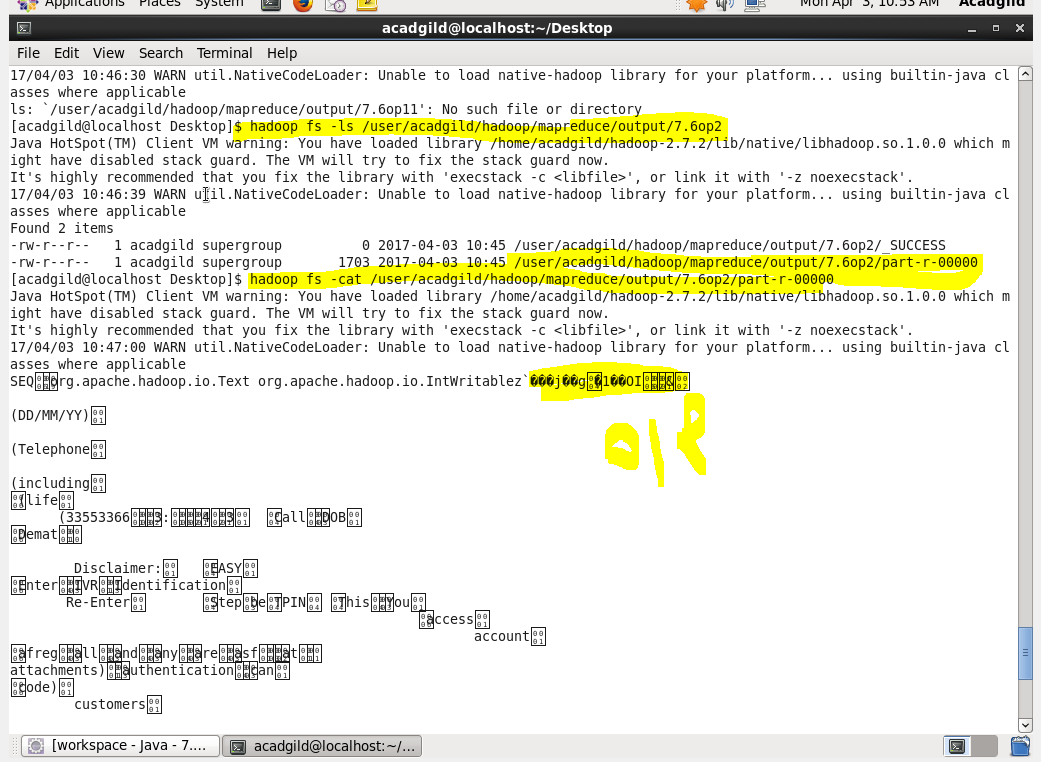 Applications Places System Mon Apr 3, 10:53 AM Acadgild
acadgild@localhost:~/Desktop
File Edit View Search Terminal Help
17/04/03 10:46:30 WARN util.NativeCodeLoader: Unable to load native-hadoop library for your platform... using builtin-java cl
asses where applicable
ls: `/user/acadgild/hadoop/mapreduce/output/7.6op11': No such file or directory
[acadgild@localhost Desktop]$ hadoop fs -ls /user/acadgild/hadoop/mapreduce/output/7.6op2
Java HotSpot(TM) Client VM warning: You have loaded library /home/acadgild/hadoop-2.7.2/lib/native/libhadoop.so.1.0.0 which m
ight have disabled stack guard. The VM will try to fix the stack guard now.
It's highly recommended that you fix the library with 'execstack -c <libfile>', or link it with '-z noexecstack'.
17/04/03 10:46:39 WARN util.NativeCodeLoader: Unable to load native-hadoop library for your platform... using builtin-java cl
asses where applicable
Found 2 items
-rw-r--r-- 1 acadgild supergroup 0 2017-04-03 10:45 /user/acadgild/hadoop/mapreduce/output/7.6op2/_SUCCESS
-rw-r--r-- 1 acadgild supergroup 1703 2017-04-03 10:45 /user/acadgild/hadoop/mapreduce/output/7.6op2/part-r-00000
[acadgild@localhost Desktop]$ hadoop fs -cat /user/acadgild/hadoop/mapreduce/output/7.6op2/part-r-00000
Java HotSpot(TM) Client VM warning: You have loaded library /home/acadgild/hadoop-2.7.2/lib/native/libhadoop.so.1.0.0 which m
ight have disabled stack guard. The VM will try to fix the stack guard now.
It's highly recommended that you fix the library with 'execstack -c <libfile>', or link it with '-z noexecstack'.
17/04/03 10:47:00 WARN util.NativeCodeLoader: Unable to load native-hadoop library for your platform... using builtin-java cl
asses where applicable
SEQ org.apache.hadoop.io.Text org.apache.hadoop.io.IntWritablez`���j��g�1��OI&
o/p
(DD/MM/YY)
(Telephone
(including
(life
(33553366 3: 4 3 Call DOB
Demat
Disclaimer: EASY
Enter IVR Identification
Re-Enter Step be TPIN This You
access
account
afreg all and any are asf at
attachments) authentication can
code)
customers
[workspace - Java - 7.... acadgild@localhost:~/...